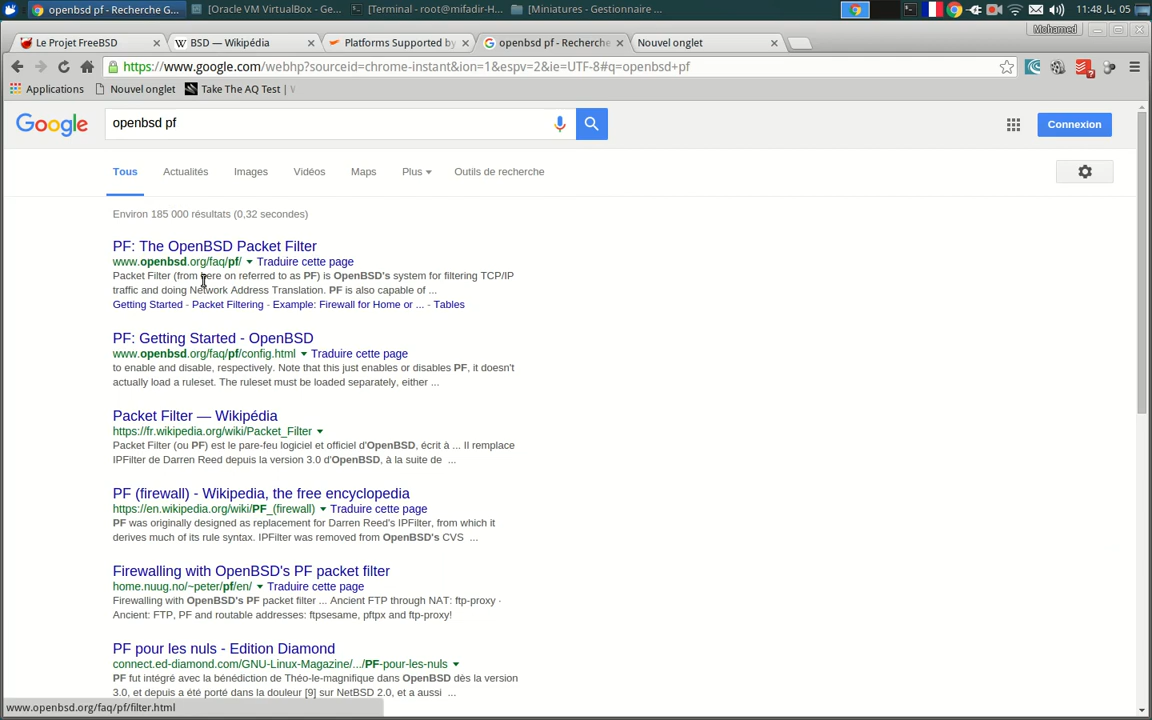 openbsd pf - Recherche G...
[Oracle VM VirtualBox - Ge...
[Terminal - root@mifadir-H...
[Miniatures - Gestionnaire ...
11:48
Le Projet FreeBSD
BSD — Wikipédia
Platforms Supported by
openbsd pf - Recherche
Nouvel onglet
Mohamed
https://www.google.com/webhp?sourceid=chrome-instant&ion=1&espv=2&ie=UTF-8#q=openbsd+pf
Applications
Nouvel onglet
Take The AQ Test |
Google
openbsd pf
Connexion
Tous
Actualités
Images
Vidéos
Maps
Plus
Outils de recherche
Environ 185 000 résultats (0,32 secondes)
PF: The OpenBSD Packet Filter
www.openbsd.org/faq/pf/ Traduire cette page
Packet Filter (from here on referred to as PF) is OpenBSD's system for filtering TCP/IP
traffic and doing Network Address Translation. PF is also capable of ...
Getting Started - Packet Filtering - Example: Firewall for Home or ... - Tables
PF: Getting Started - OpenBSD
www.openbsd.org/faq/pf/config.html Traduire cette page
to enable and disable, respectively. Note that this just enables or disables PF, it doesn't
actually load a ruleset. The ruleset must be loaded separately, either ...
Packet Filter — Wikipédia
https://fr.wikipedia.org/wiki/Packet_Filter
Packet Filter (ou PF) est le pare-feu logiciel et officiel d'OpenBSD, écrit à ... Il remplace
IPFilter de Darren Reed depuis la version 3.0 d'OpenBSD, à la suite de ...
PF (firewall) - Wikipedia, the free encyclopedia
https://en.wikipedia.org/wiki/PF_(firewall) Traduire cette page
PF was originally designed as replacement for Darren Reed's IPFilter, from which it
derives much of its rule syntax. IPFilter was removed from OpenBSD's CVS ...
Firewalling with OpenBSD's PF packet filter
home.nuug.no/~peter/pf/en/ Traduire cette page
Firewalling with OpenBSD's PF packet filter ... Ancient FTP through NAT: ftp-proxy ·
Ancient: FTP, PF and routable addresses: ftpsesame, pftpx and ftp-proxy!
PF pour les nuls - Edition Diamond
connect.ed-diamond.com/GNU-Linux-Magazine/.../PF-pour-les-nuls
PF fut intégré avec la bénédiction de Théo-le-magnifique dans OpenBSD dès la version
3.0, et depuis a été porté dans la douleur [9] sur NetBSD 2.0, et a aussi ...
www.openbsd.org/faq/pf/filter.html